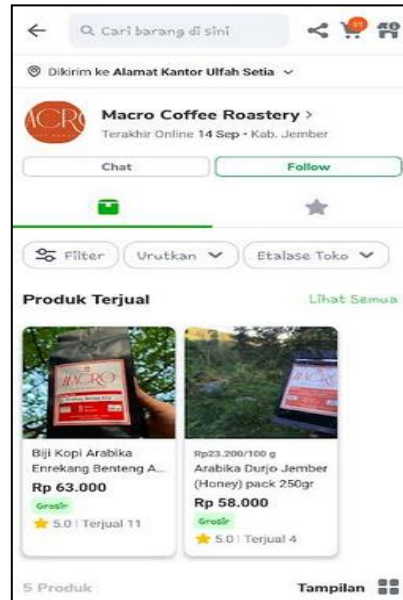 Cari barang di sini
Dikirim ke Alamat Kantor Ulfah Setia
Macro Coffee Roastery
Terakhir Online 14 Sep • Kab. Jember
Chat
Follow
Filter
Urutkan
Etalase Toko
Produk Terjual
Lihat Semua
MACRO
MACRO
Biji Kopi Arabika
Enrekang Benteng A...
Rp 63.000
Grosir
5.0 | Terjual 11
Rp23.200/100 g
Arabika Durjo Jember
(Honey) pack 250gr
Rp 58.000
Grosir
5.0 | Terjual 4
5 Produk
Tampilan